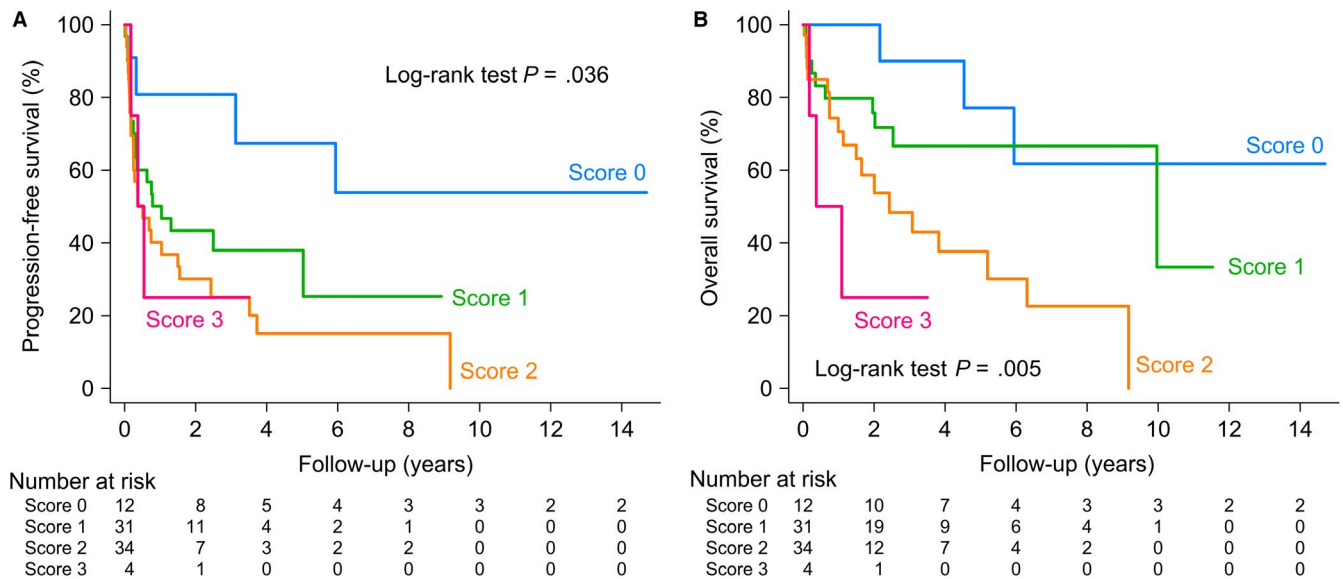 A
Progression-free survival (%)
100
80
60
40
20
0
Log-rank test P = .036
Score 0
Score 1
Score 2
Score 3
0 2 4 6 8 10 12 14
Follow-up (years)
Number at risk
Score 0 12 8 5 4 3 3 2 2
Score 1 31 11 4 2 1 0 0 0
Score 2 34 7 3 2 2 0 0 0
Score 3 4 1 0 0 0 0 0 0
B
Overall survival (%)
100
80
60
40
20
0
Score 0
Score 1
Score 3
Score 2
Log-rank test P = .005
0 2 4 6 8 10 12 14
Follow-up (years)
Number at risk
Score 0 12 10 7 4 3 3 2 2
Score 1 31 19 9 6 4 1 0 0
Score 2 34 12 7 4 2 0 0 0
Score 3 4 1 0 0 0 0 0 0